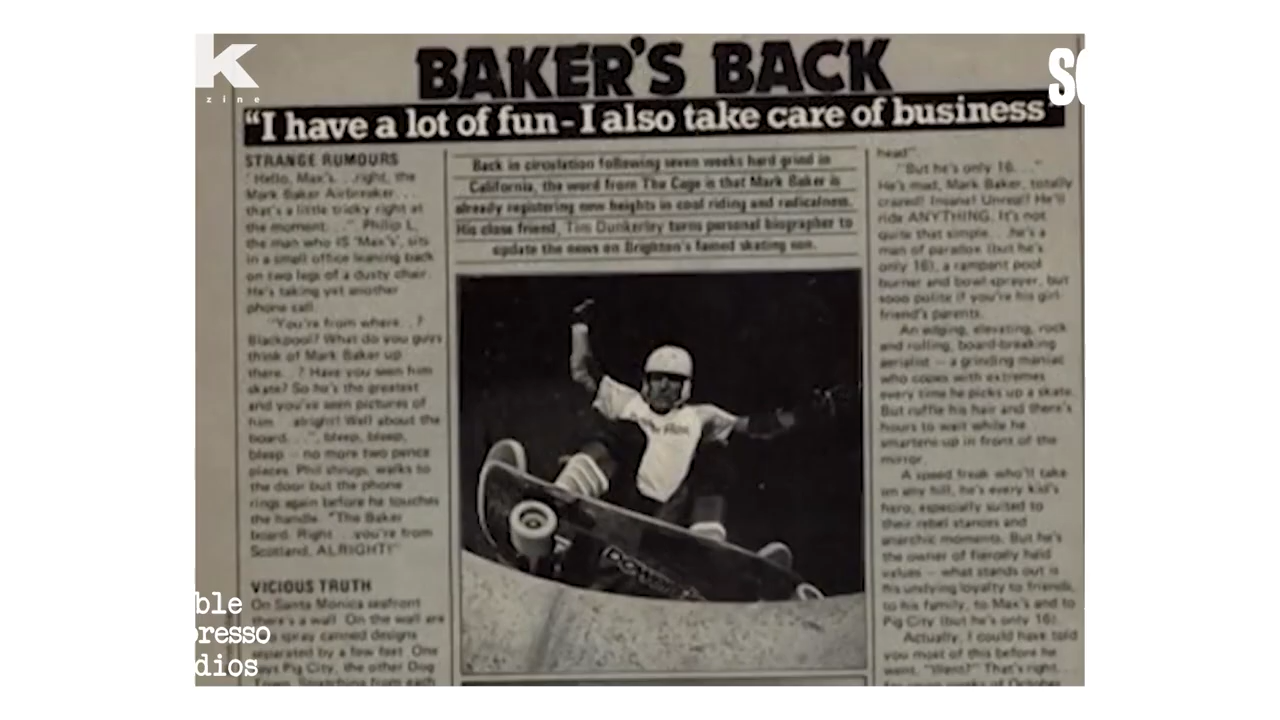 k
zine
SO
BAKER'S BACK
"I have a lot of fun - I also take care of business"
STRANGE RUMOURS
"Hello, Max's. . .right, the
Mark Baker Airbreaker. . .
that's a little tricky right at
the moment. . ." Philip L,
the man who IS 'Max's', sits
in a small office leaning back
on two legs of a dusty chair.
He's taking yet another
phone call.
"You're from where. . ?
Blackpool? What do you guys
think of Mark Baker up
there. . ? Have you seen him
skate? So he's the greatest
and you've seen pictures of
him . . alright! Well about the
board. . .", bleep, bleep,
bleep — no more two pence
pieces. Phil shrugs, walks to
the door but the phone
rings again before he touches
the handle. "The Baker
board. Right . . you're from
Scotland, ALRIGHT!"
VICIOUS TRUTH
On Santa Monica seafront
there's a wall. On the wall are
spray canned designs
separated by a few feet. One
says Pig City, the other Dog
Town. Stretching from each
Back in circulation following seven weeks hard grind in
California, the word from The Cage is that Mark Baker is
already registering new heights in cool riding and radicalness.
His close friend, Tim Dunkerley turns personal biographer to
update the news on Brighton's famed skating son.
POWER
head".
"But he's only 16. . ."
He's mad, Mark Baker, totally
crazed! Insane! Unreal! He'll
ride ANYTHING. It's not
quite that simple. . .he's a
man of paradox (but he's
only 16), a rampant pool
burner and bowl sprayer, but
sooo polite if you're his girl-
friend's parents.
An edging, elevating, rock
and rolling, board-breaking
aerialist — a grinding maniac
who copes with extremes
every time he picks up a skate.
But ruffle his hair and there's
hours to wait while he
smartens up in front of the
mirror.
A speed freak who'll take
on any hill, he's every kid's
hero, especially suited to
their rebel stances and
anarchic moments. But he's
the owner of fiercely held
values — what stands out is
his undying loyalty to friends,
to his family, to Max's and to
Pig City (but he's only 16).
Actually, I could have told
you most of this before he
went. "Went?" That's right. . .
for seven weeks of October
ble
presso
dios